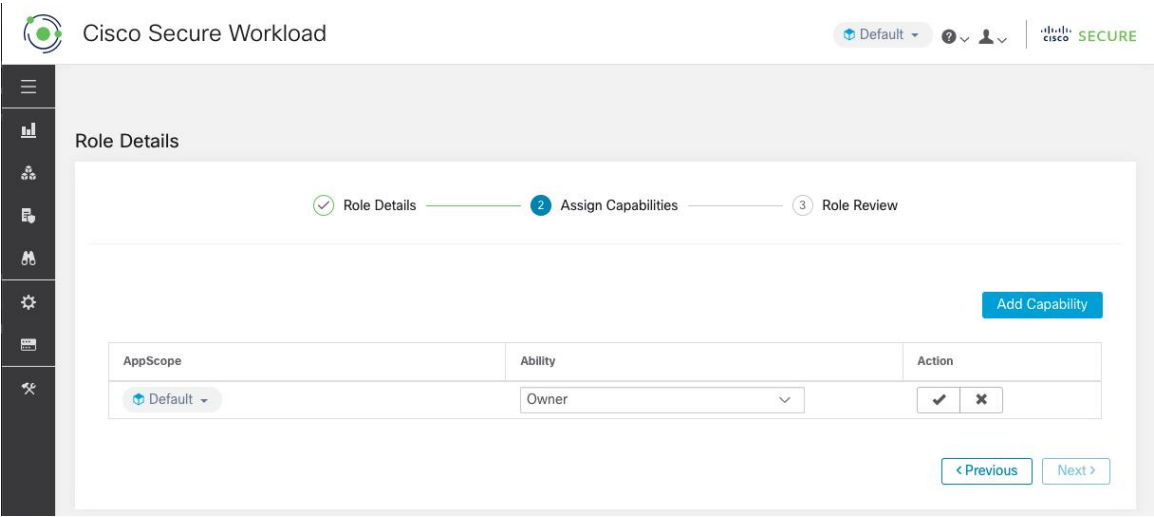 Cisco Secure Workload
Default
CISCO SECURE
Role Details
Role Details
2 Assign Capabilities
3 Role Review
Add Capability
AppScope Ability Action
Default Owner
Previous Next